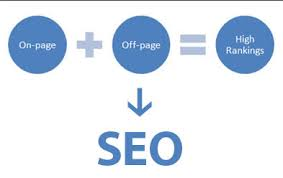 On-page
+
Off-page
=
High
Rankings
SEO